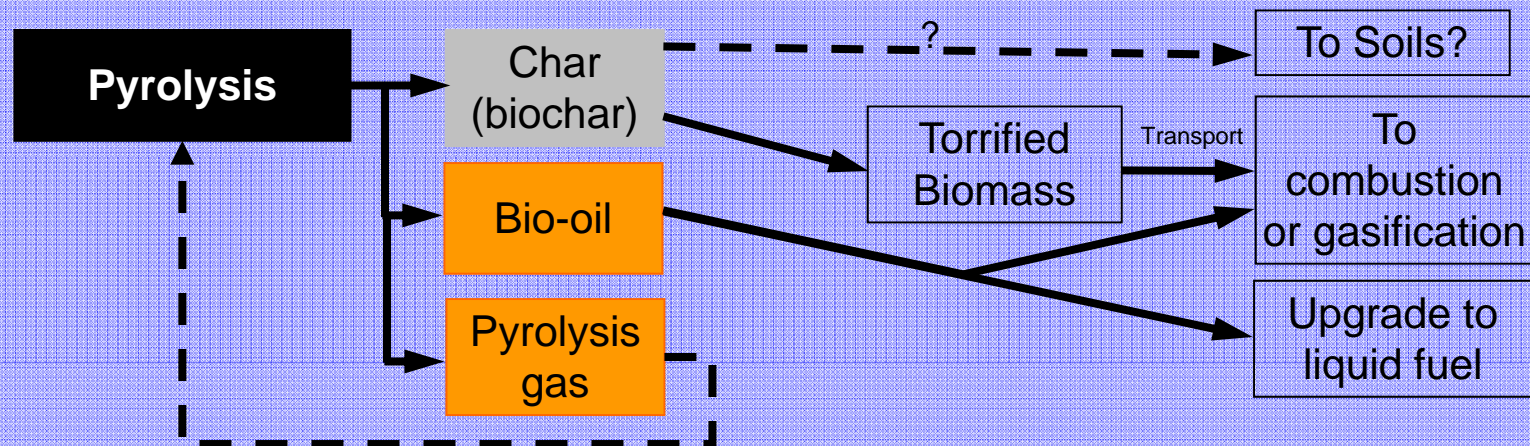 Pyrolysis
Char
(biochar)
?
To Soils?
Torrified
Biomass
Transport
To
combustion
or gasification
Bio-oil
Upgrade to
liquid fuel
Pyrolysis
gas